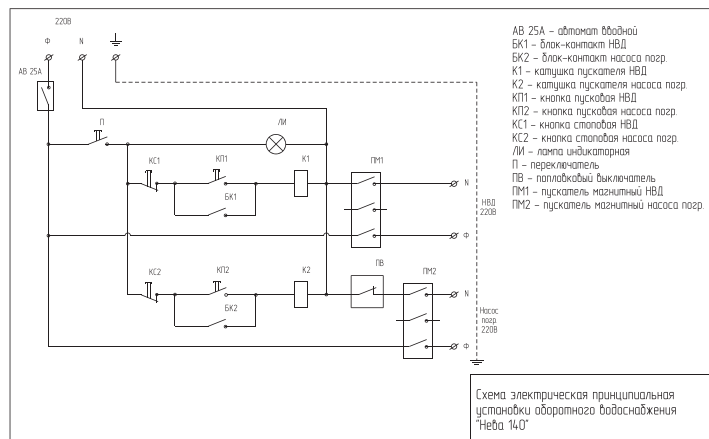 220В
Ф
N
АВ 25А
П
ЛИ
КС1
КП1
К1
ПМ1
БК1
N
НВД
220В
Ф
КС2
КП2
К2
ПВ
ПМ2
БК2
N
Насос
погр.
220В
Ф
АВ 25А – автомат вводной
БК1 – блок-контакт НВД
БК2 – блок-контакт насоса погр.
К1 – катушка пускателя НВД
К2 – катушка пускателя насоса погр.
КП1 – кнопка пусковая НВД
КП2 – кнопка пусковая насоса погр.
КС1 – кнопка стоповая НВД
КС2 – кнопка стоповая насоса погр.
ЛИ – лампа индикаторная
П – переключатель
ПВ – поплавковый выключатель
ПМ1 – пускатель магнитный НВД
ПМ2 – пускатель магнитный насоса погр.
Схема электрическая принципиальная
установки оборотного водоснабжения
"Нева 140"